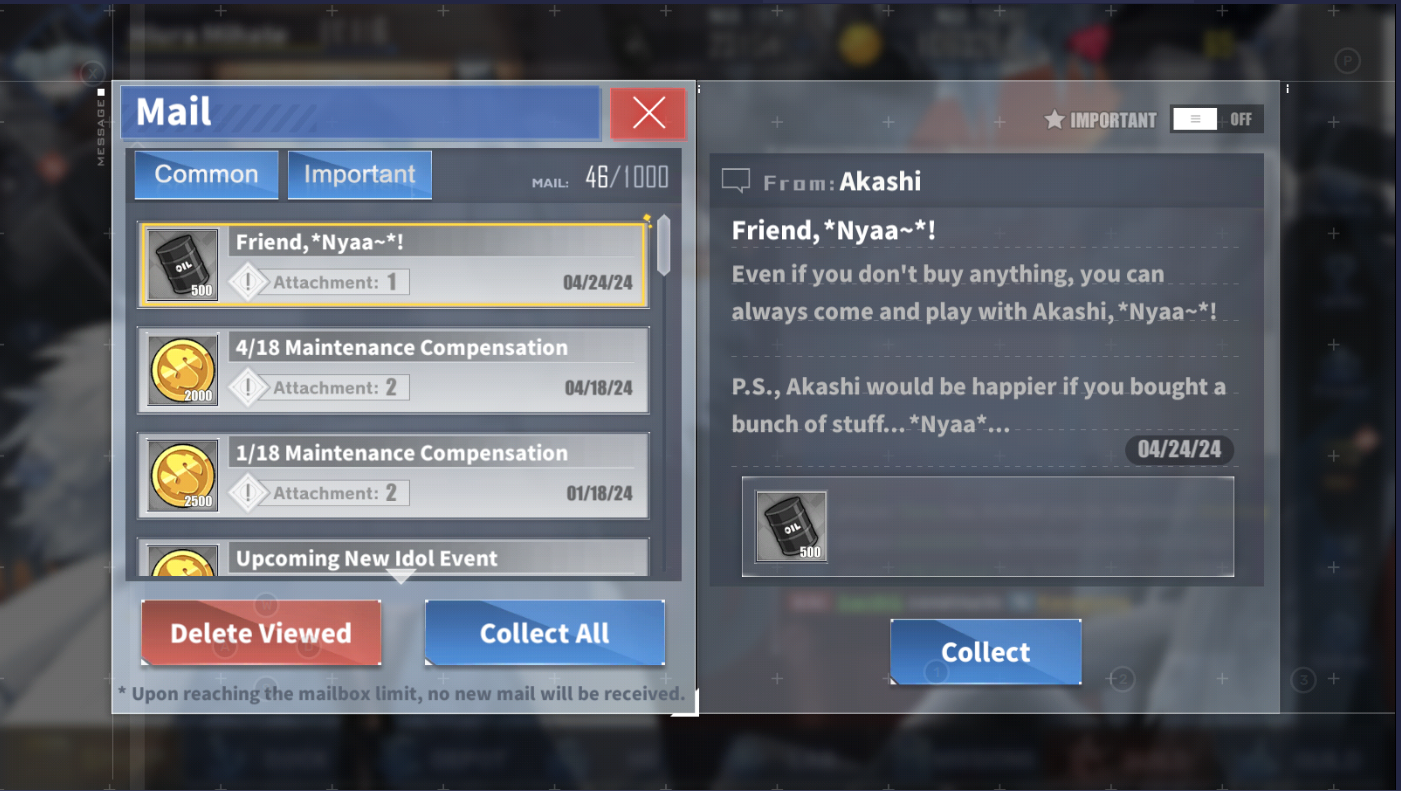 MESSAGE
Mail
Common
Important
MAIL: 46/1000
Friend,*Nyaa~*!
OIL
500
Attachment: 1
04/24/24
4/18 Maintenance Compensation
2000
Attachment: 2
04/18/24
1/18 Maintenance Compensation
2500
Attachment: 2
01/18/24
Upcoming New Idol Event
Delete Viewed
Collect All
* Upon reaching the mailbox limit, no new mail will be received.
IMPORTANT
OFF
From: Akashi
Friend,*Nyaa~*!
Even if you don't buy anything, you can
always come and play with Akashi,*Nyaa~*!
P.S., Akashi would be happier if you bought a
bunch of stuff... *Nyaa*...
04/24/24
OIL
500
Collect
X
P
W
A
D
1
2
3